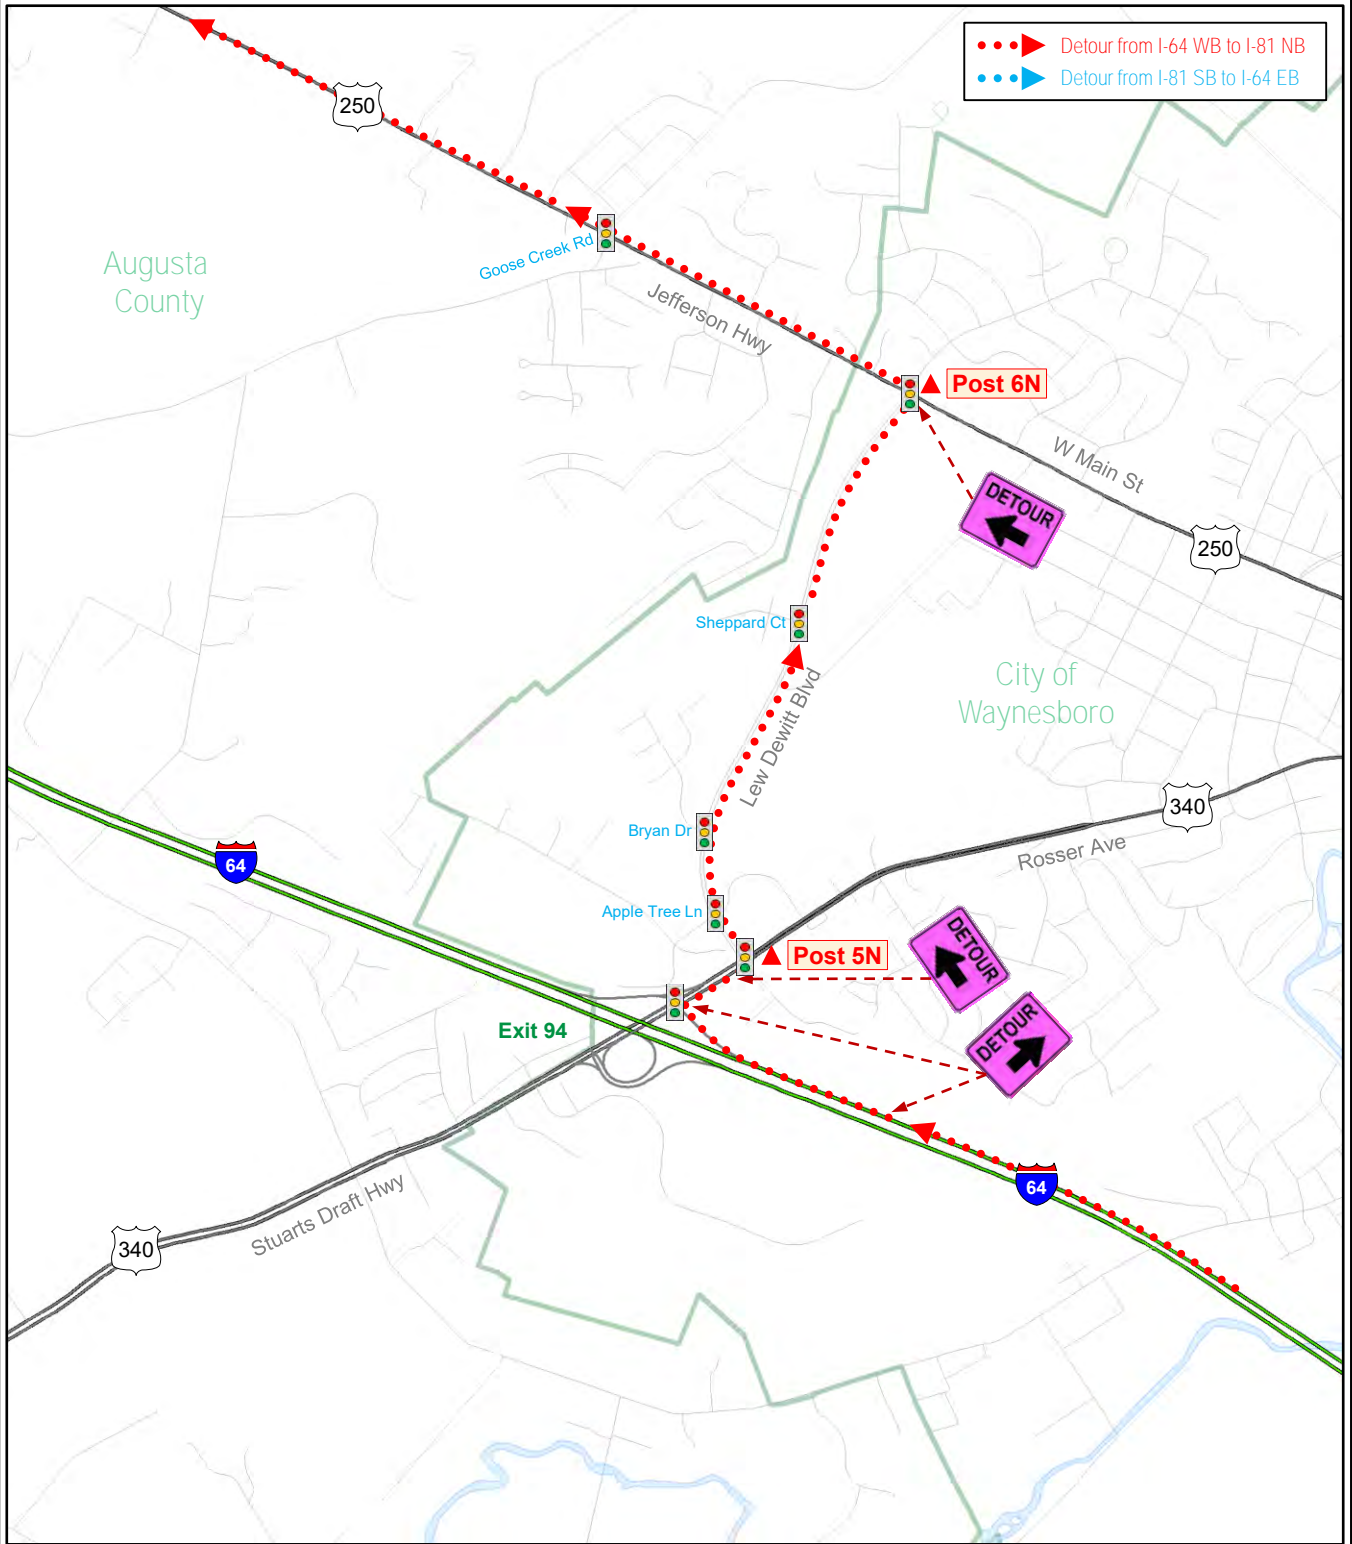 Detour from I-64 WB to I-81 NB
Detour from I-81 SB to I-64 EB
250
Goose Creek Rd
Augusta
County
Jefferson Hwy
Post 6N
W Main St
DETOUR
250
Sheppard Ct
City of
Waynesboro
Lew Dewitt Blvd
340
Bryan Dr
Rosser Ave
64
Apple Tree Ln
Post 5N
DETOUR
Exit 94
DETOUR
64
Stuarts Draft Hwy
340